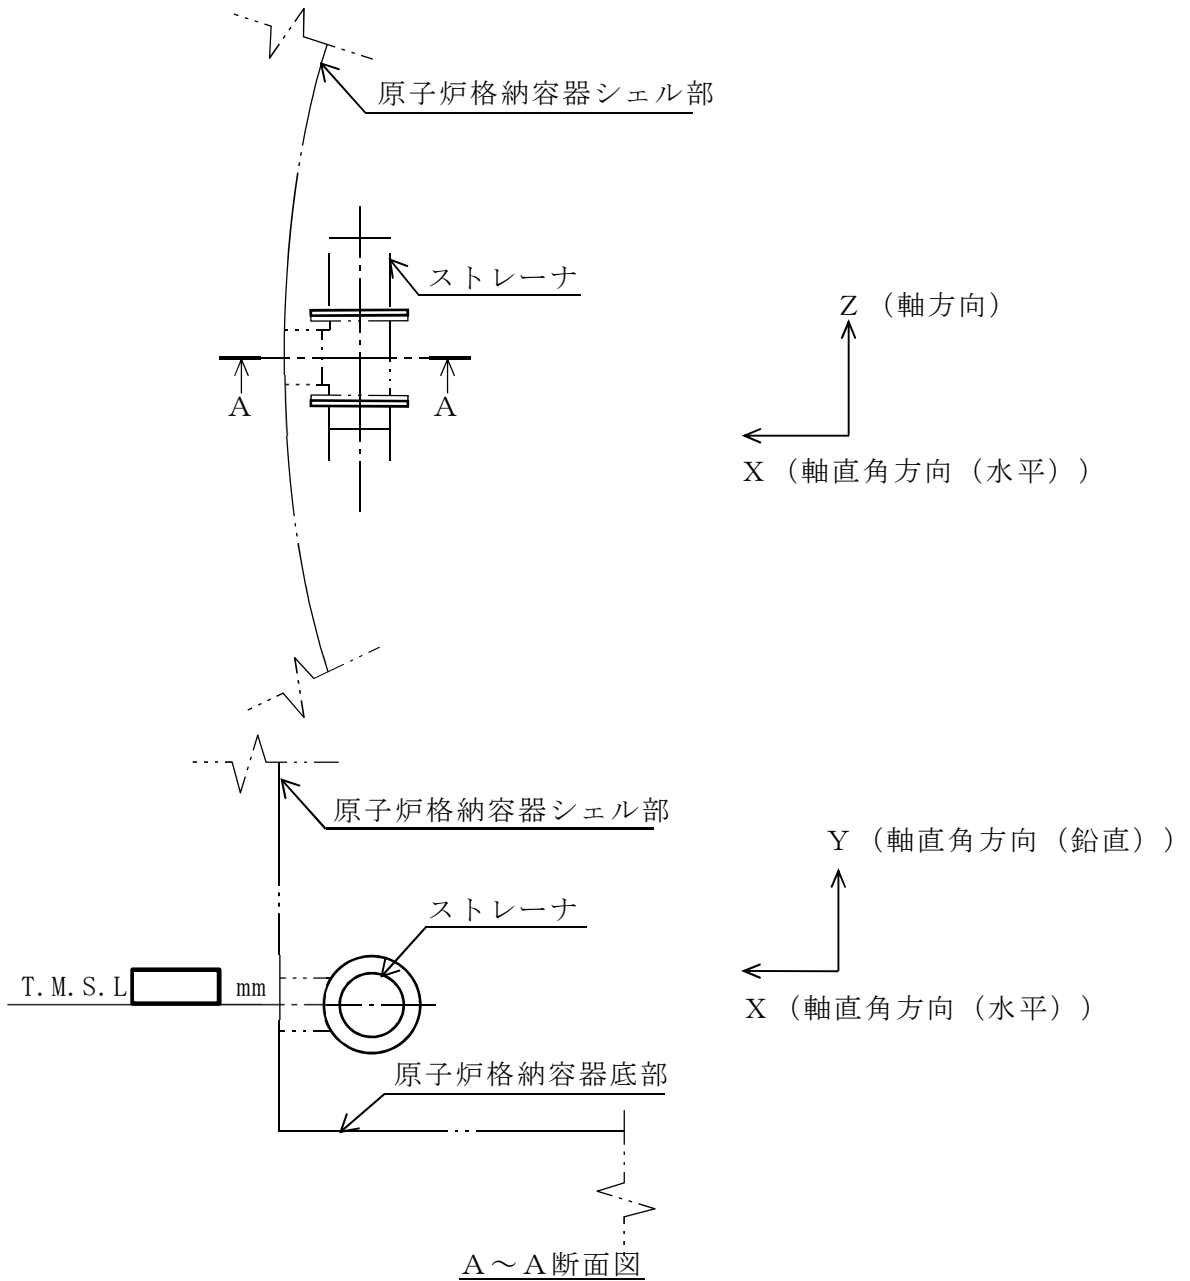 原子炉格納容器シェル部
ストレーナ
Z（軸方向）
A
A
X（軸直角方向（水平））
原子炉格納容器シェル部
Y（軸直角方向（鉛直））
ストレーナ
T.M.S.L
mm
X（軸直角方向（水平））
原子炉格納容器底部
A～A断面図